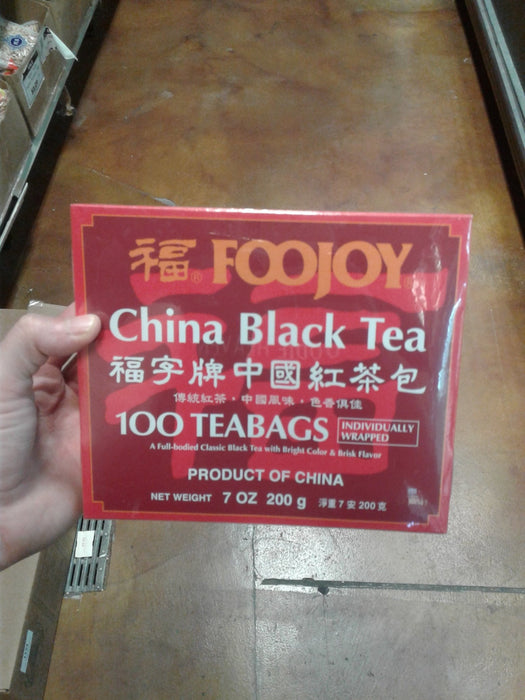 福® FOOJOY
China Black Tea
福字牌中國紅茶包
傳統紅茶，中國風味，色香俱佳
100 TEABAGS INDIVIDUALLY WRAPPED
A Full-bodied Classic Black Tea with Bright Color & Brisk Flavor
PRODUCT OF CHINA
NET WEIGHT 7 OZ 200 g 淨重7安200克